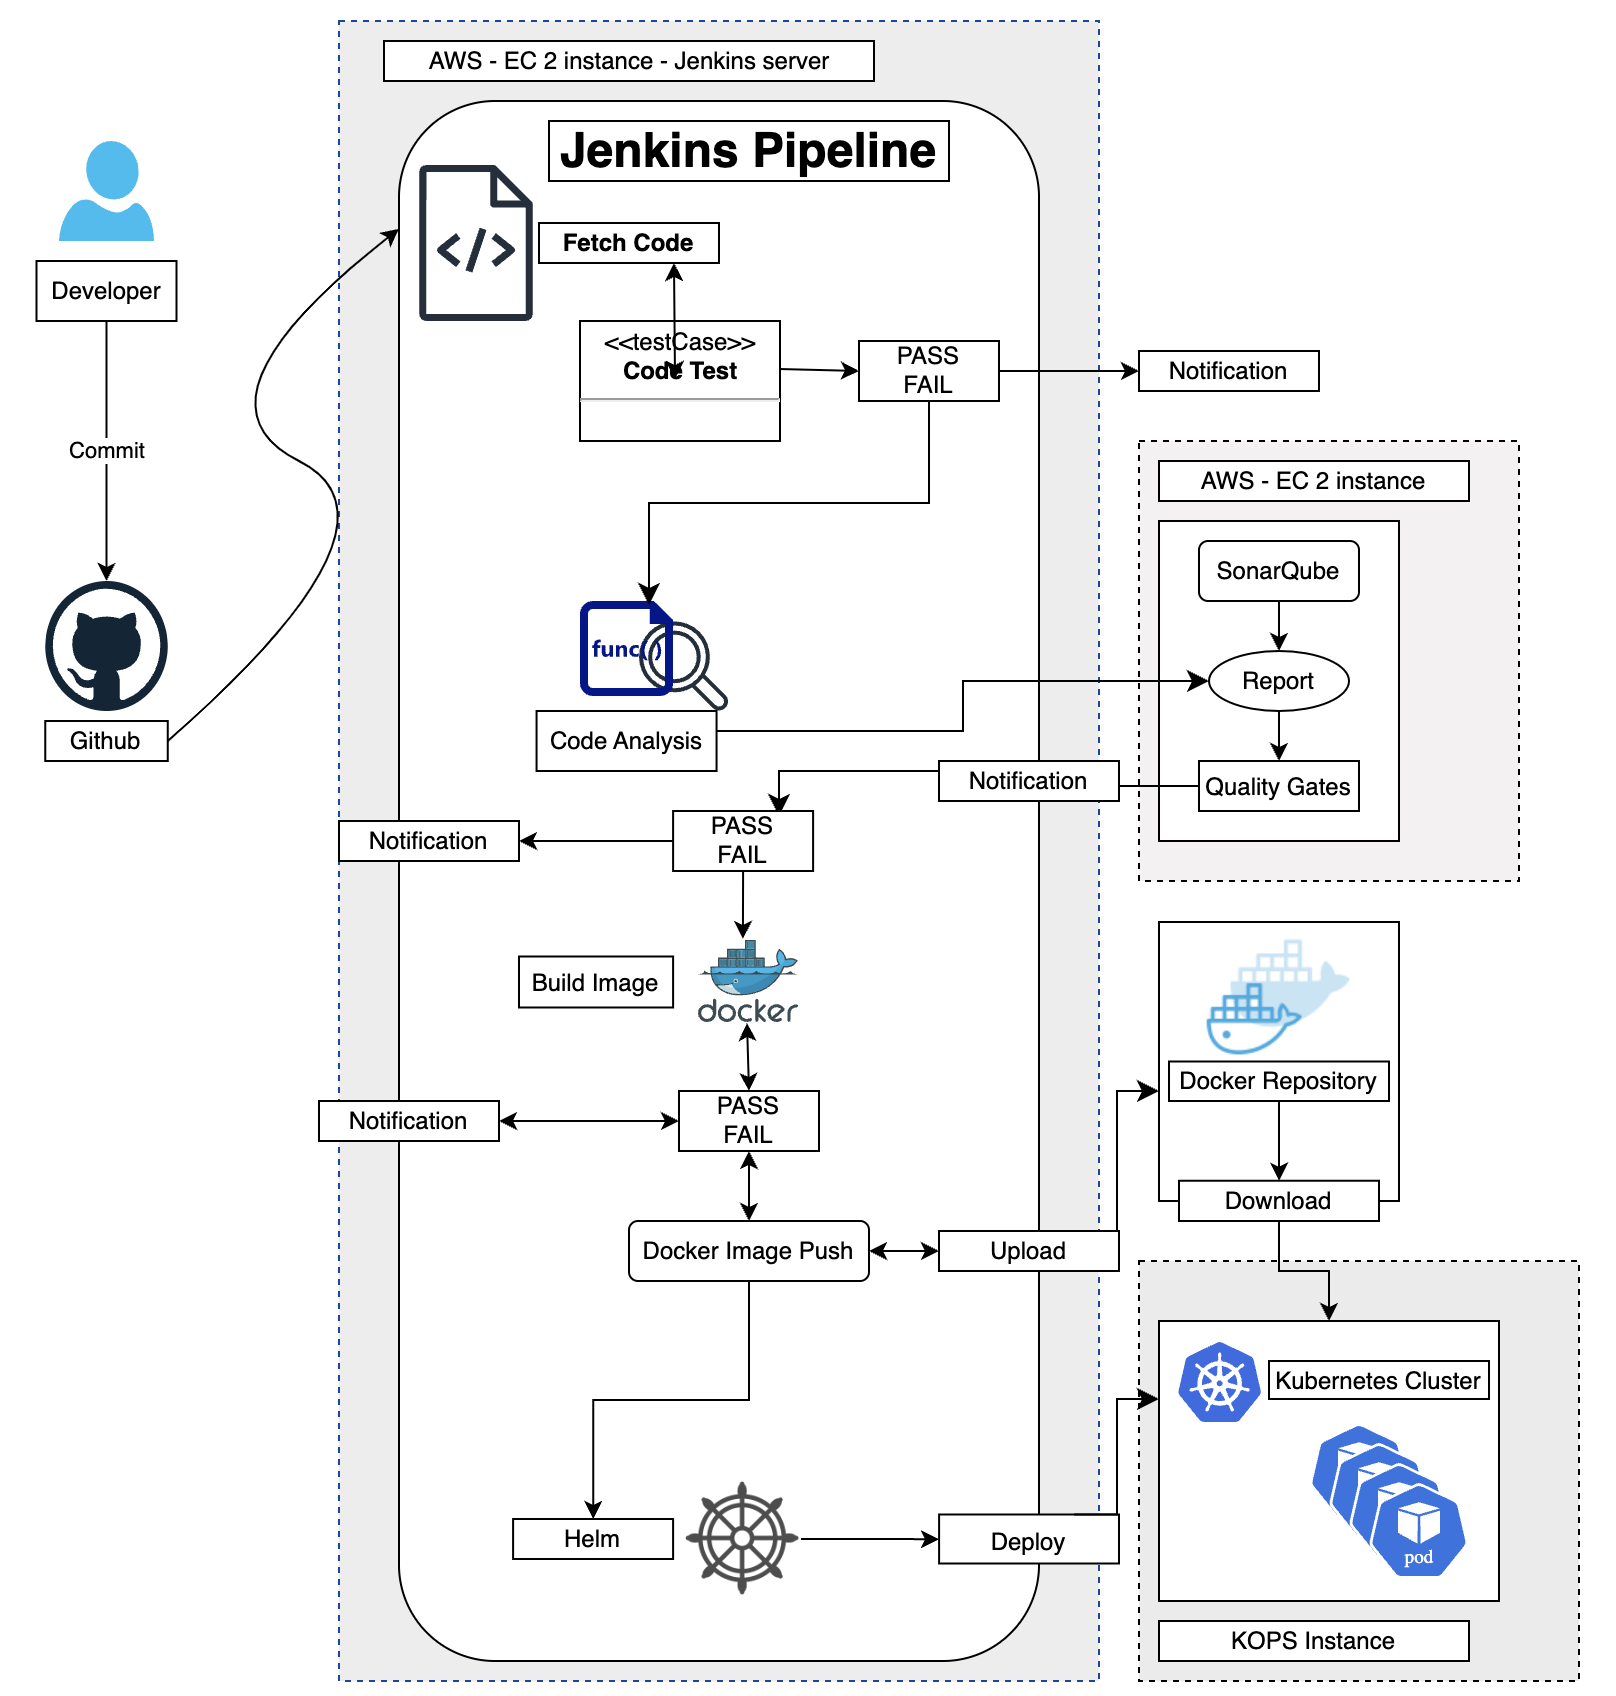 AWS - EC 2 instance - Jenkins server
Jenkins Pipeline
</>
Fetch Code
Developer
<<testCase>>
Code Test
PASS
FAIL
Notification
Commit
AWS - EC 2 instance
SonarQube
func()
Report
Github
Code Analysis
Notification
Quality Gates
PASS
FAIL
Notification
Build Image
docker
Docker Repository
PASS
FAIL
Notification
Download
Docker Image Push
Upload
Kubernetes Cluster
Helm
Deploy
pod
KOPS Instance